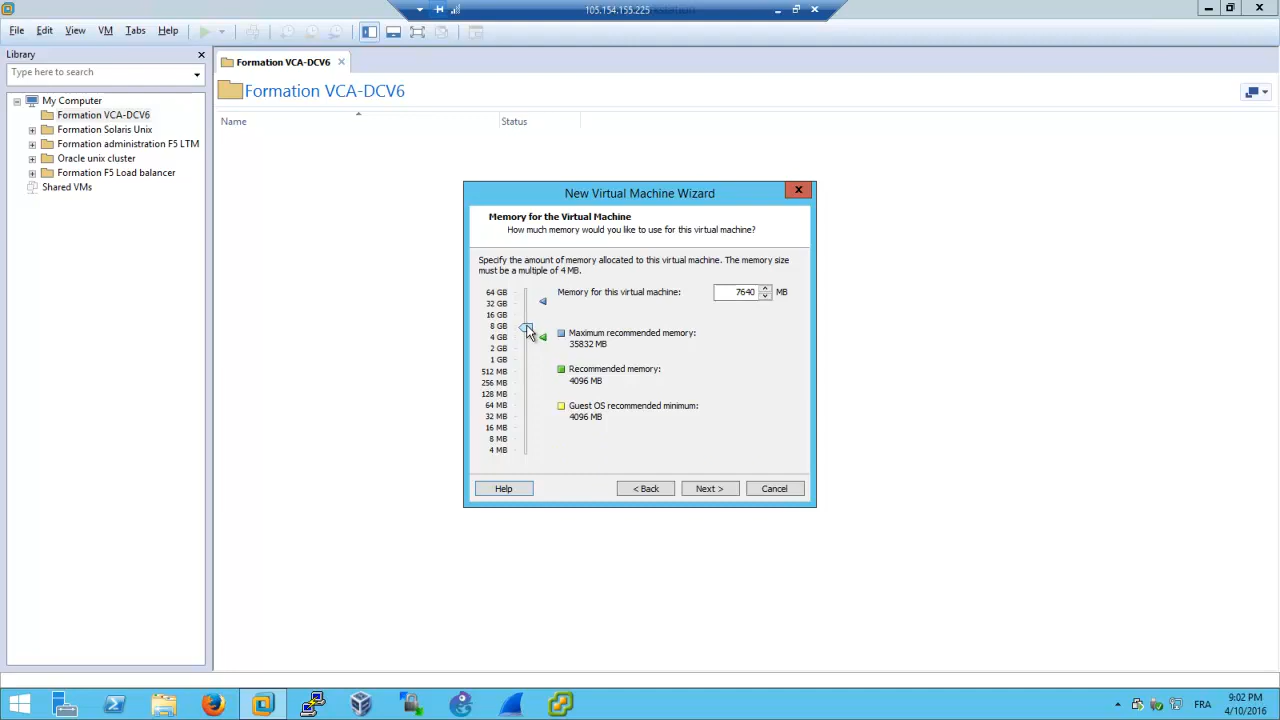 105.154.155.225
File Edit View VM Tabs Help
Library
Formation VCA-DCV6
Type here to search
Formation VCA-DCV6
My Computer
Formation VCA-DCV6
Name Status
Formation Solaris Unix
Formation administration F5 LTM
Oracle unix cluster
Formation F5 Load balancer
Shared VMs
New Virtual Machine Wizard
Memory for the Virtual Machine
How much memory would you like to use for this virtual machine?
Specify the amount of memory allocated to this virtual machine. The memory size
must be a multiple of 4 MB.
64 GB
Memory for this virtual machine: 7640 MB
32 GB
16 GB
8 GB
4 GB
2 GB
1 GB
512 MB
256 MB
128 MB
64 MB
32 MB
16 MB
8 MB
4 MB
Maximum recommended memory:
35832 MB
Recommended memory:
4096 MB
Guest OS recommended minimum:
4096 MB
Help < Back Next > Cancel
FRA
9:02 PM
4/10/2016